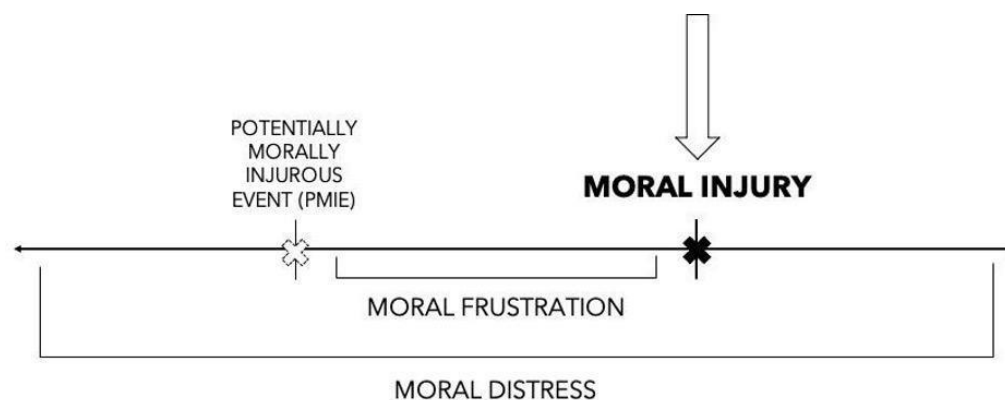 POTENTIALLY
MORALLY
INJUROUS
EVENT (PMIE)
MORAL INJURY
MORAL FRUSTRATION
MORAL DISTRESS